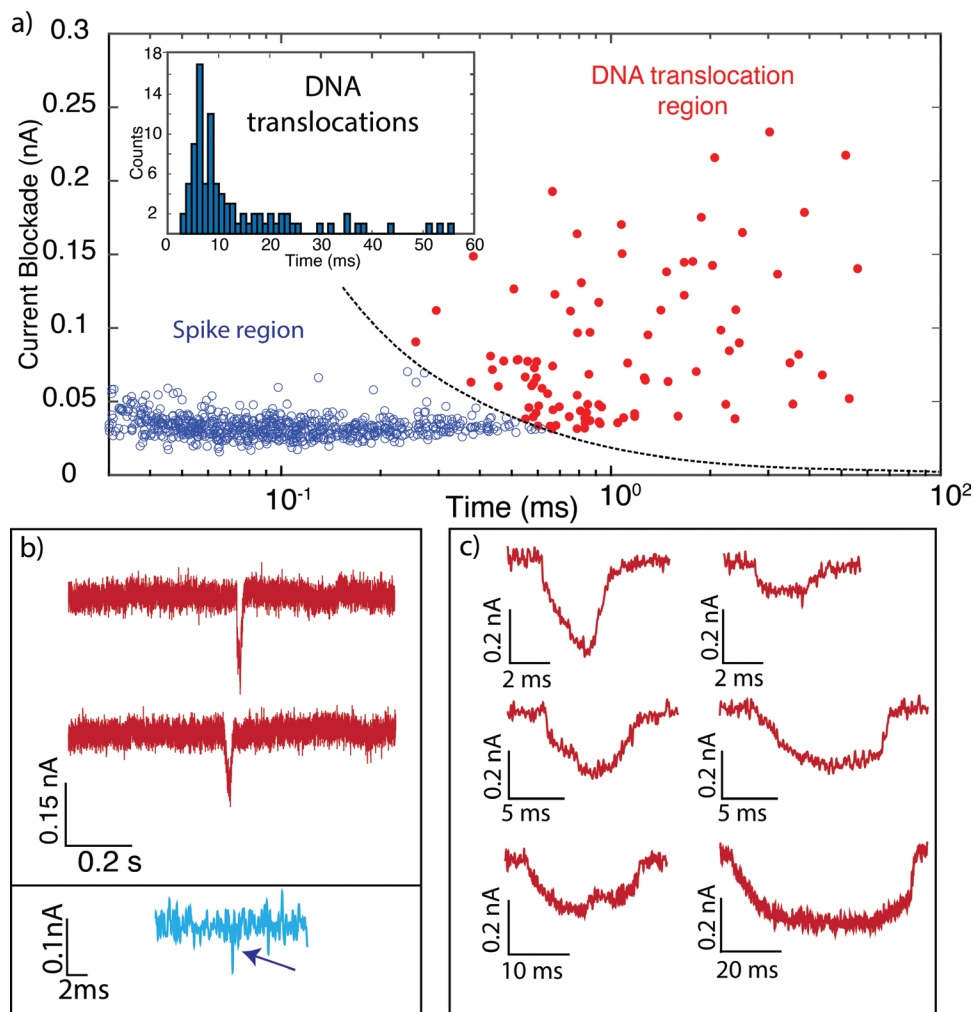 a)
0.3
0.25
0.2
0.15
0.1
0.05
0
Current Blockade (nA)
18
14
10
6
2
Counts
DNA
translocations
0 10 20 30 40 50 60
Time (ms)
DNA translocation
region
Spike region
10-1 100 102
Time (ms)
b)
0.15 nA
0.2 s
0.1nA
2ms
c)
0.2 nA
2 ms
0.2 nA
2 ms
0.2 nA
5 ms
0.2 nA
5 ms
0.2 nA
10 ms
0.2 nA
20 ms